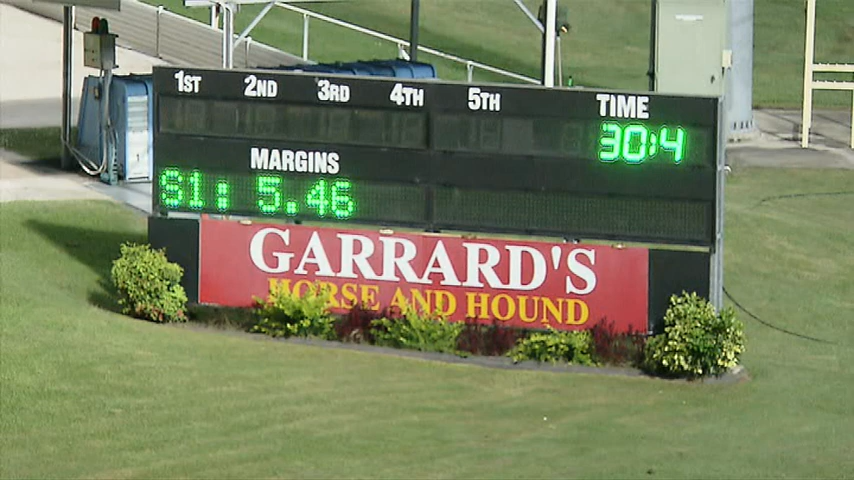 1ST 2ND 3RD 4TH 5TH TIME
30:4
MARGINS
S1: 5.46
GARRARD'S
HORSE AND HOUND